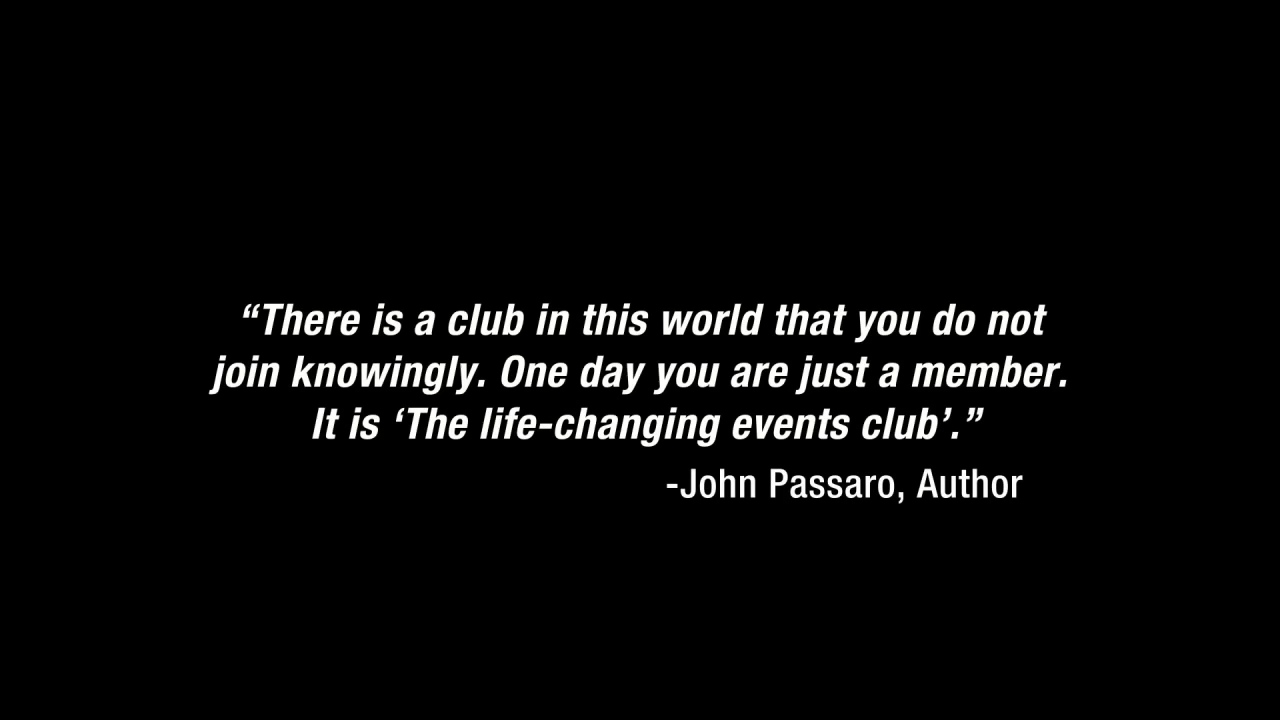 “There is a club in this world that you do not
join knowingly. One day you are just a member.
It is ‘The life-changing events club’.”
-John Passaro, Author